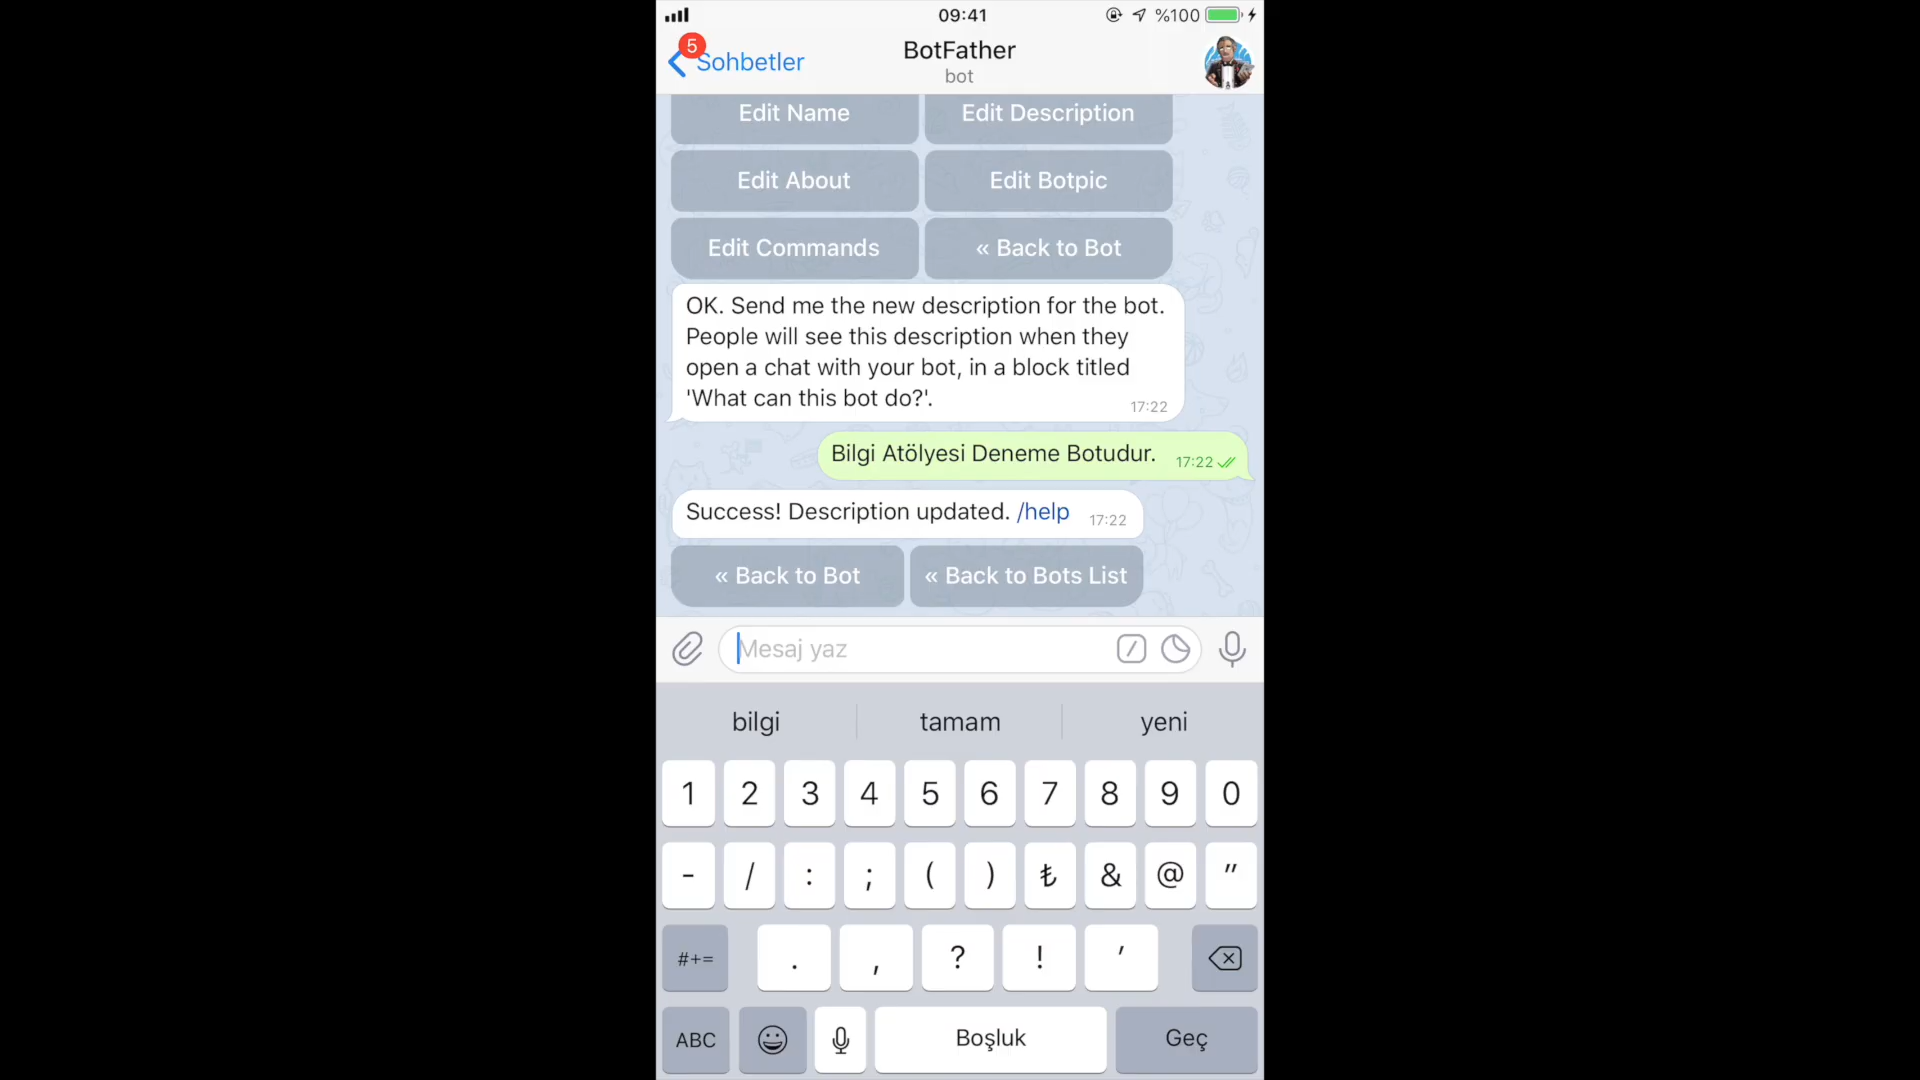 09:41
%100
5
Sohbetler
BotFather
bot
Edit Name
Edit Description
Edit About
Edit Botpic
Edit Commands
« Back to Bot
OK. Send me the new description for the bot.
People will see this description when they
open a chat with your bot, in a block titled
'What can this bot do?'.
17:22
Bilgi Atölyesi Deneme Botudur.
17:22
Success! Description updated. /help
17:22
« Back to Bot
« Back to Bots List
Mesaj yaz
bilgi
tamam
yeni
1 2 3 4 5 6 7 8 9 0
- / : ; ( ) ₺ & @ "
#+= . , ? ! '
ABC
Boşluk
Geç